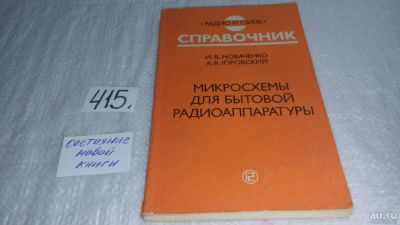 • РАДИО И СВЯЗЬ •
СПРАВОЧНИК
И.В. НОВАЧЕНКО
А.В. ЮРОВСКИЙ
МИКРОСХЕМЫ
ДЛЯ БЫТОВОЙ
РАДИОАППАРАТУРЫ
415.
состояние
новой
книги
au.ru